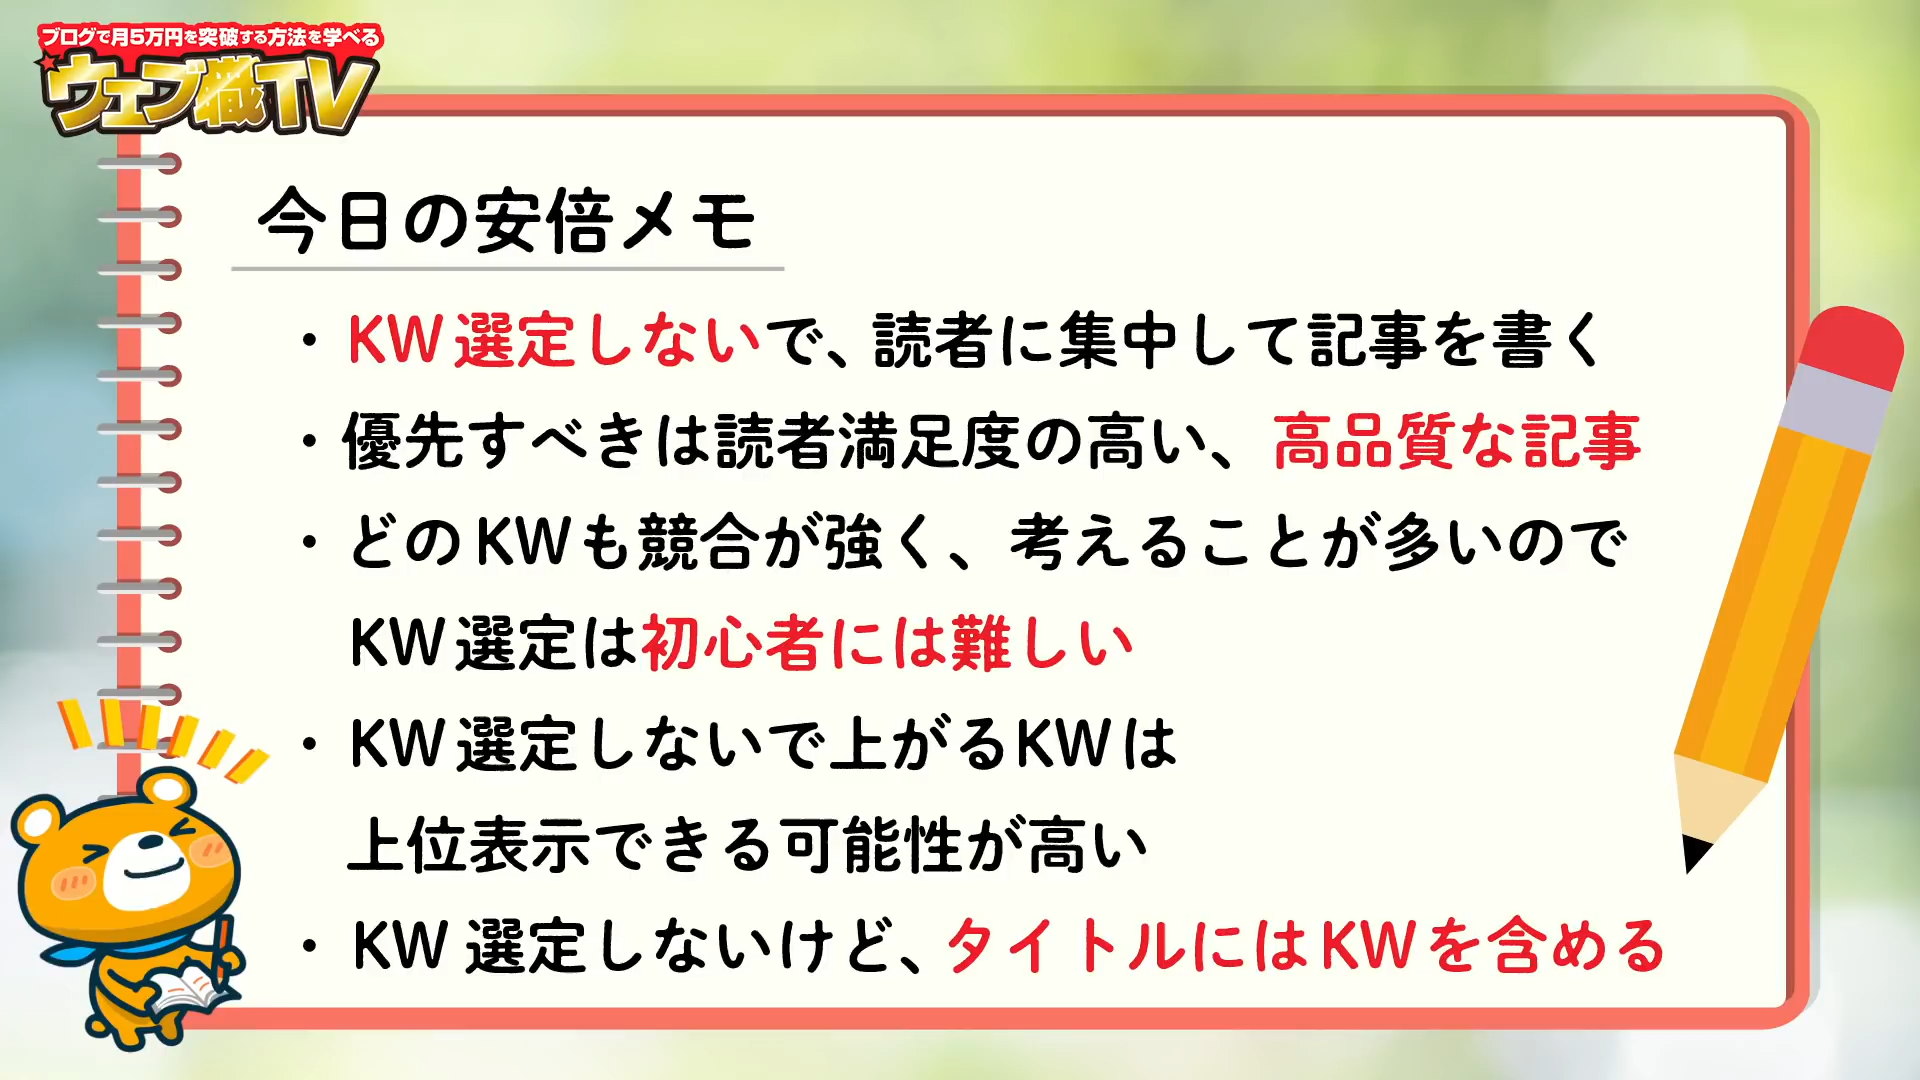 ブログで月5万円を突破する方法を学べる
ウェブ職TV
今日の安倍メモ
・KW選定しないで、読者に集中して記事を書く
・優先すべきは読者満足度の高い、高品質な記事
・どのKWも競合が強く、考えることが多いので
KW選定は初心者には難しい
・KW選定しないで上がるKWは
上位表示できる可能性が高い
・KW選定しないけど、タイトルにはKWを含める